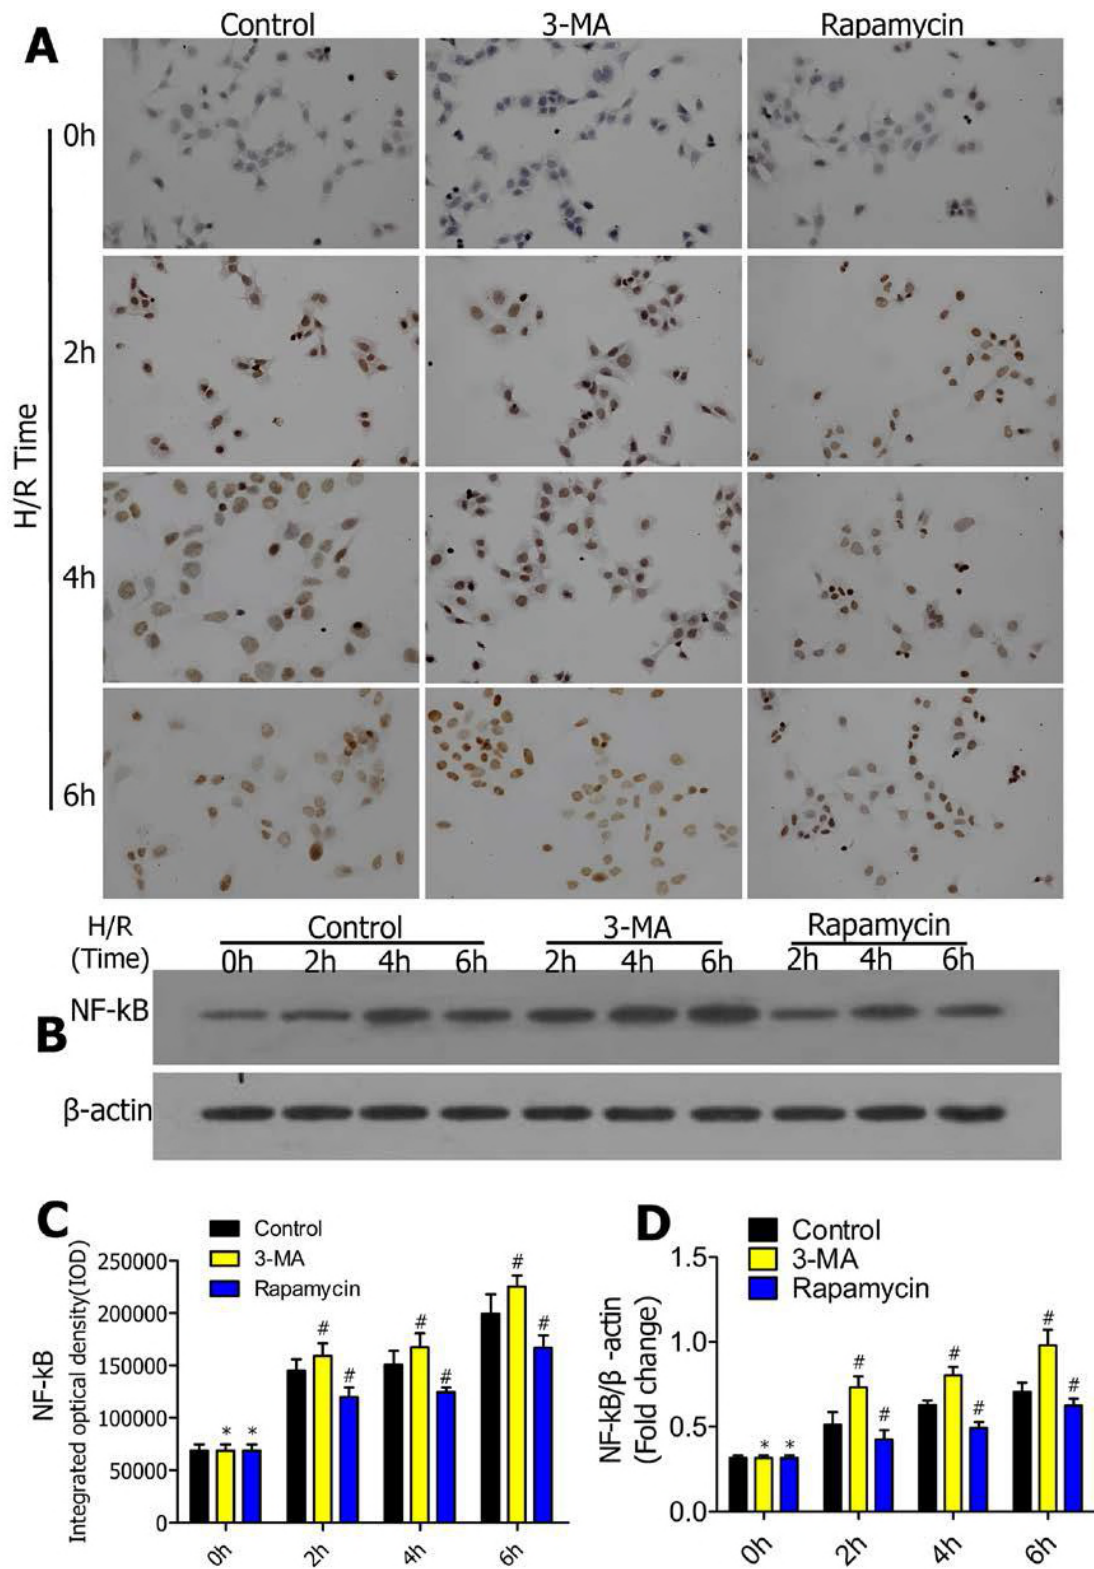 A
Control 3-MA Rapamycin
H/R Time
0h
2h
4h
6h
H/R
(Time)
Control 3-MA Rapamycin
0h 2h 4h 6h 2h 4h 6h 2h 4h 6h
B
NF-kB
β-actin
C
Control
3-MA
Rapamycin
NF-kB
Integrated optical density(IOD)
250000
200000
150000
100000
50000
0
* *
# #
# #
# #
0h 2h 4h 6h
D
Control
3-MA
Rapamycin
NF-kB/β -actin
(Fold change)
1.5
1.0
0.5
0.0
* *
# #
# #
# #
0h 2h 4h 6h